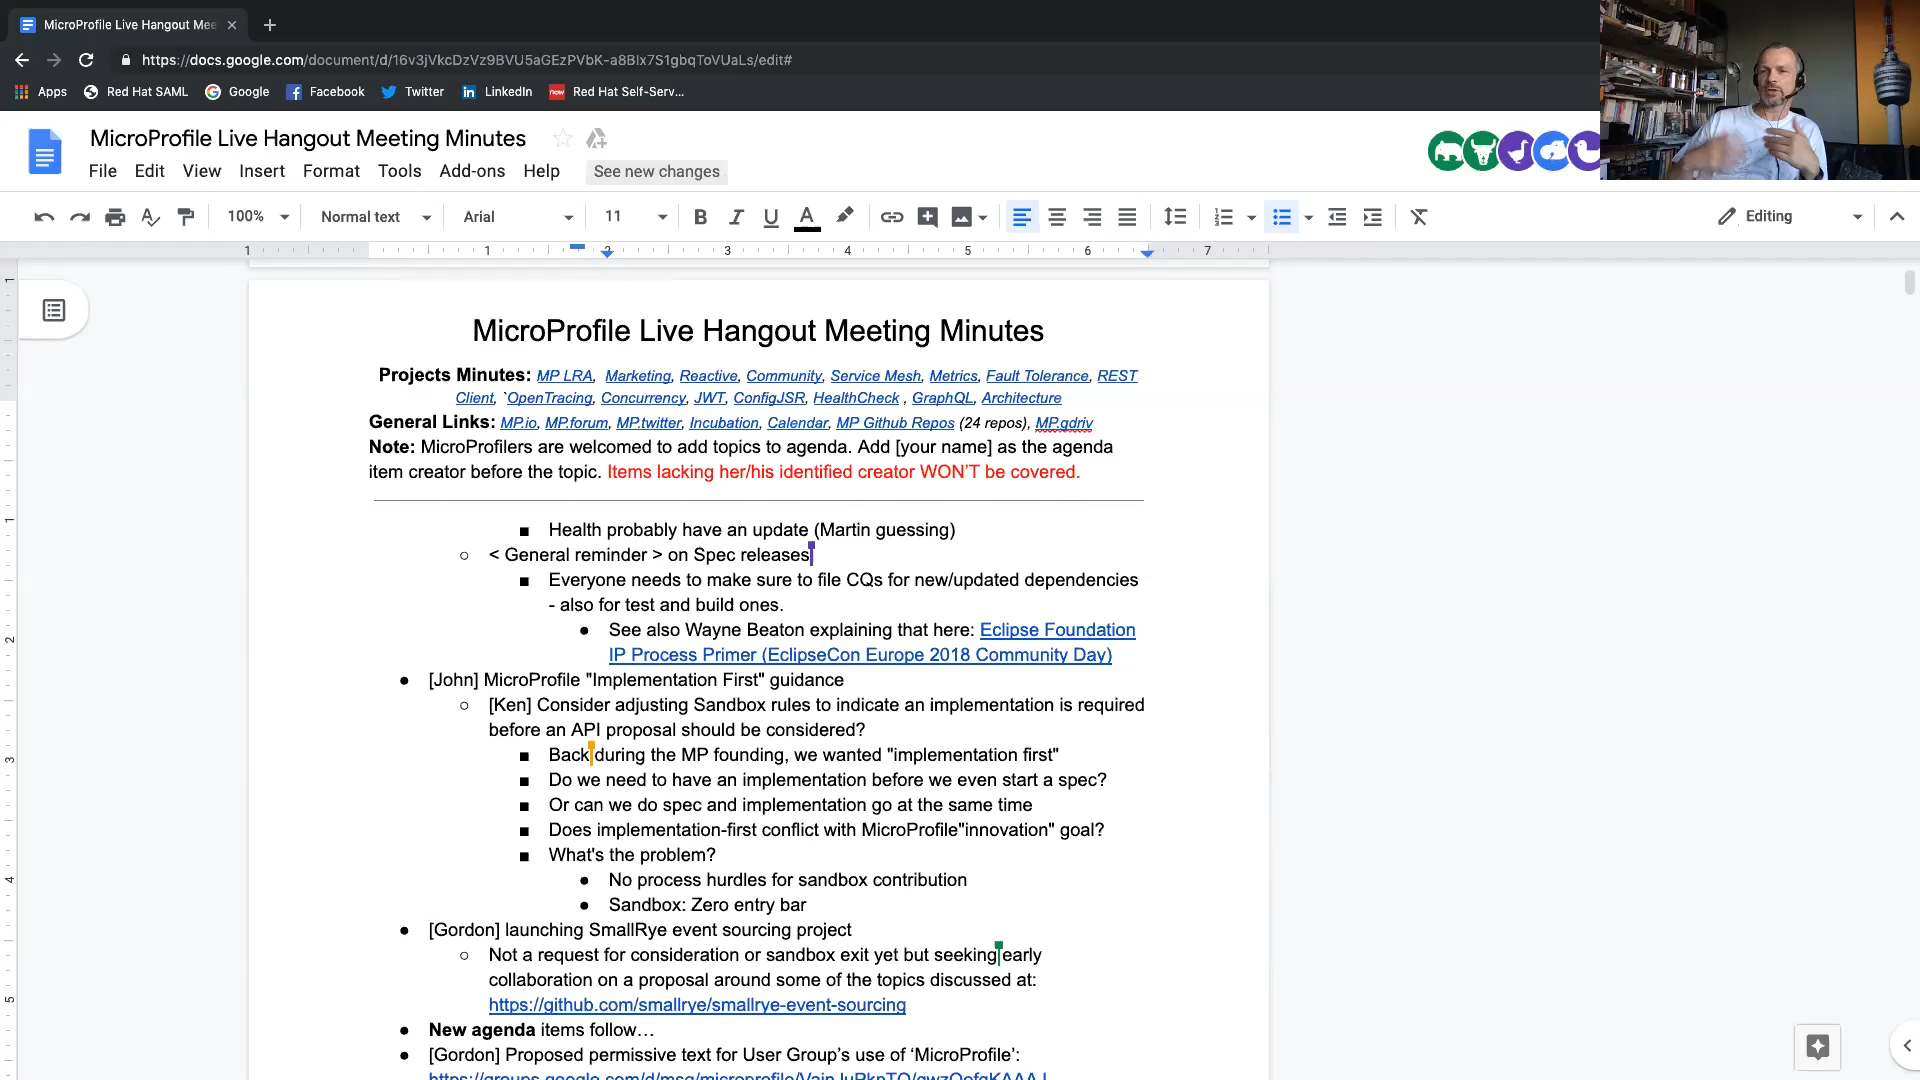 MicroProfile Live Hangout Mee
https://docs.google.com/document/d/16v3jVkcDzVz9BVU5aGEzPVbK-a8BIx7S1gbqToVUaLs/edit#
Apps Red Hat SAML Google Facebook Twitter LinkedIn Red Hat Self-Serv...
MicroProfile Live Hangout Meeting Minutes
File Edit View Insert Format Tools Add-ons Help See new changes
100% Normal text Arial 11 B I U A Editing
1 1 2 3 4 5 6 7
MicroProfile Live Hangout Meeting Minutes
Projects Minutes: MP LRA, Marketing, Reactive, Community, Service Mesh, Metrics, Fault Tolerance, REST
Client, `OpenTracing, Concurrency, JWT, ConfigJSR, HealthCheck , GraphQL, Architecture
General Links: MP.io, MP.forum, MP.twitter, Incubation, Calendar, MP Github Repos (24 repos), MP.gdriv
Note: MicroProfilers are welcomed to add topics to agenda. Add [your name] as the agenda
item creator before the topic. Items lacking her/his identified creator WON'T be covered.
■ Health probably have an update (Martin guessing)
○ < General reminder > on Spec releases
■ Everyone needs to make sure to file CQs for new/updated dependencies
- also for test and build ones.
● See also Wayne Beaton explaining that here: Eclipse Foundation
IP Process Primer (EclipseCon Europe 2018 Community Day)
● [John] MicroProfile "Implementation First" guidance
○ [Ken] Consider adjusting Sandbox rules to indicate an implementation is required
before an API proposal should be considered?
■ Back during the MP founding, we wanted "implementation first"
■ Do we need to have an implementation before we even start a spec?
■ Or can we do spec and implementation go at the same time
■ Does implementation-first conflict with MicroProfile"innovation" goal?
■ What's the problem?
● No process hurdles for sandbox contribution
● Sandbox: Zero entry bar
● [Gordon] launching SmallRye event sourcing project
○ Not a request for consideration or sandbox exit yet but seeking early
collaboration on a proposal around some of the topics discussed at:
https://github.com/smallrye/smallrye-event-sourcing
● New agenda items follow…
● [Gordon] Proposed permissive text for User Group's use of 'MicroProfile':